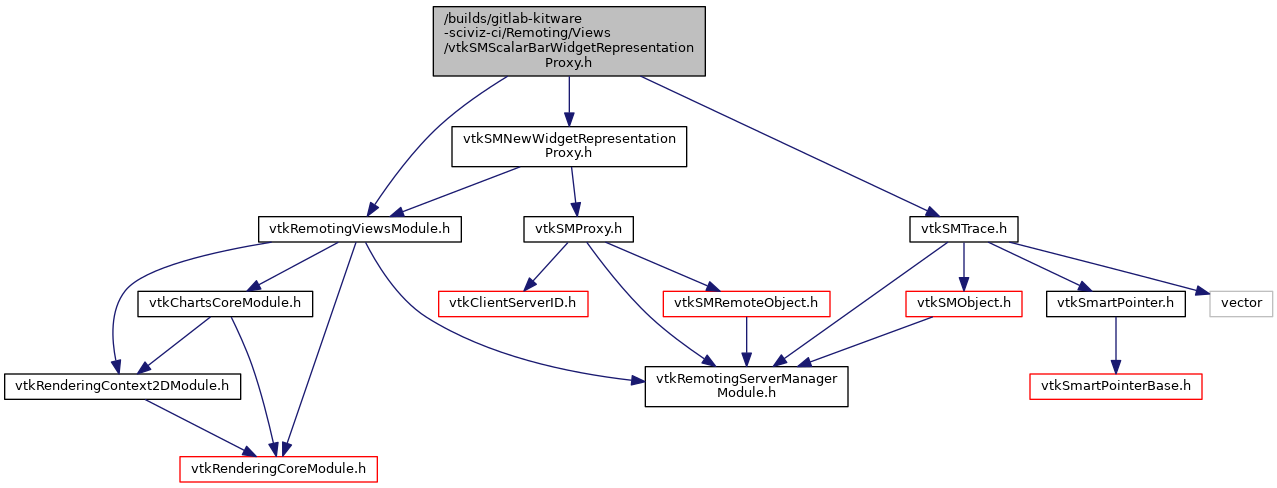 /builds/gitlab-kitware
-sciviz-ci/Remoting/Views
/vtkSMScalarBarWidgetRepresentation
Proxy.h
vtkSMNewWidgetRepresentation
Proxy.h
vtkRemotingViewsModule.h
vtkSMProxy.h
vtkSMTrace.h
vtkChartsCoreModule.h
vtkClientServerID.h
vtkSMRemoteObject.h
vtkSMObject.h
vtkSmartPointer.h
vector
vtkRenderingContext2DModule.h
vtkRemotingServerManager
Module.h
vtkSmartPointerBase.h
vtkRenderingCoreModule.h